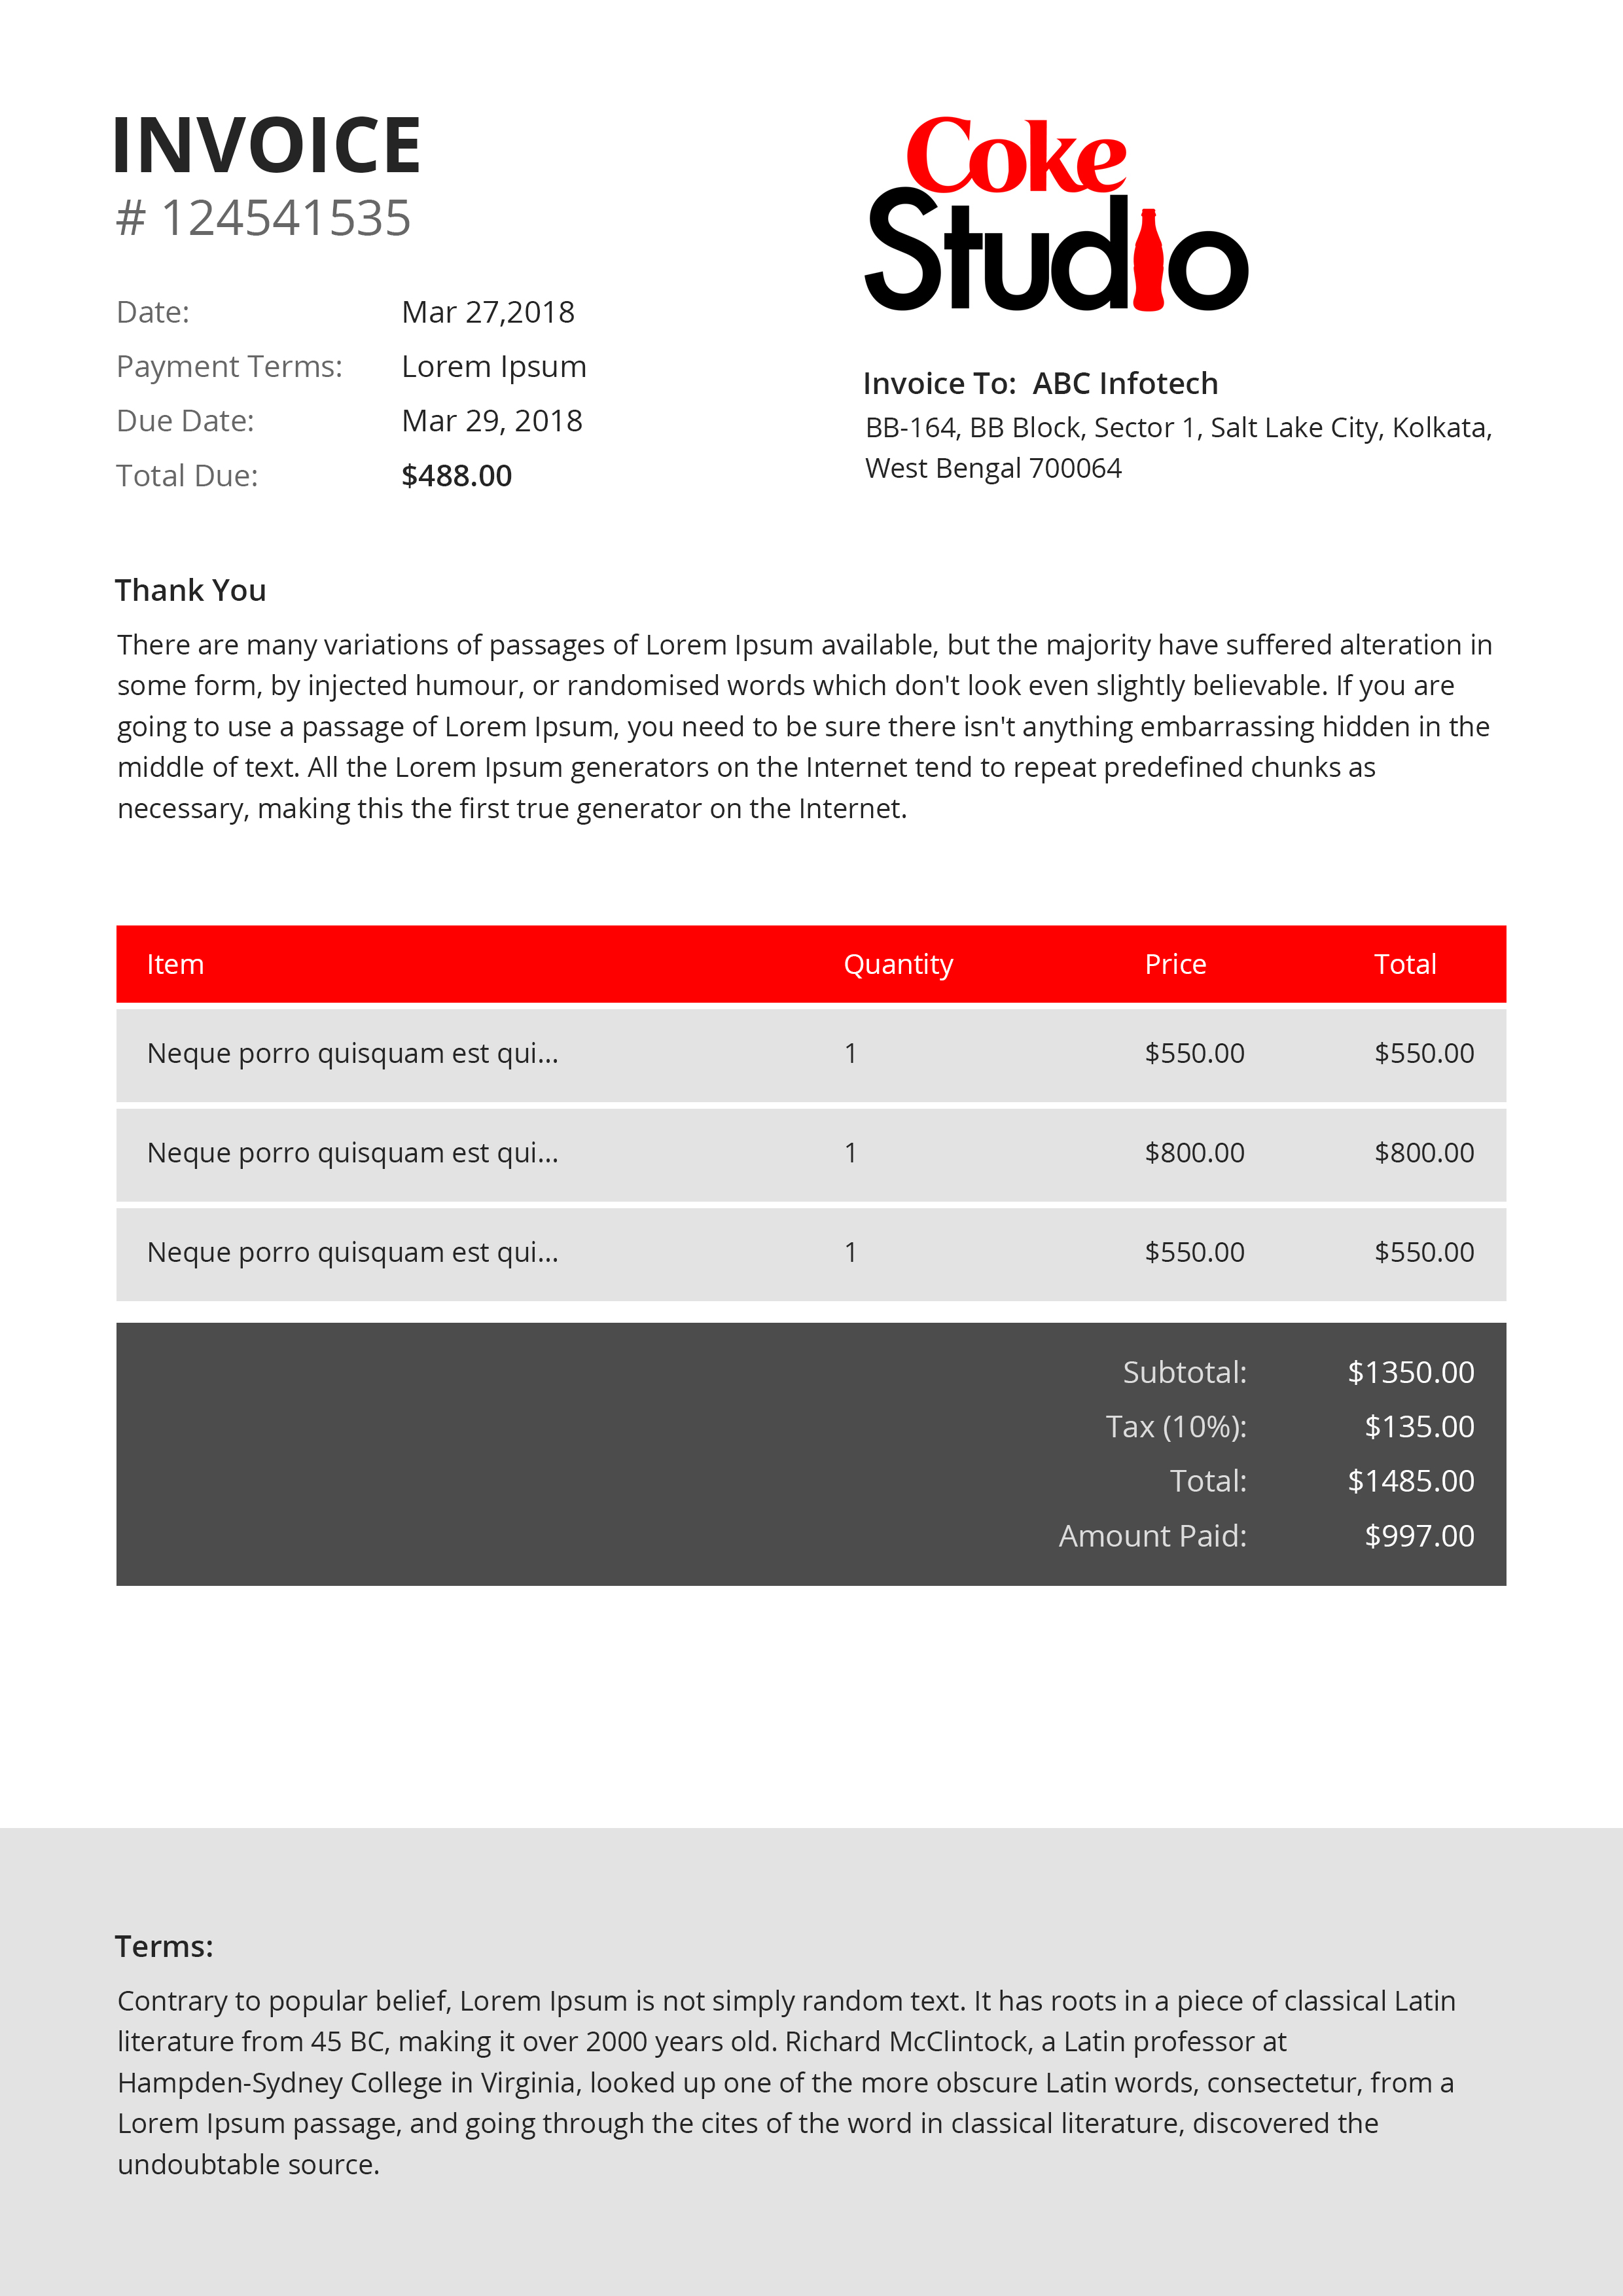 INVOICE
# 124541535
Date: Mar 27,2018
Payment Terms: Lorem Ipsum
Due Date: Mar 29, 2018
Total Due: $488.00
Coke
Studio
Invoice To: ABC Infotech
BB-164, BB Block, Sector 1, Salt Lake City, Kolkata,
West Bengal 700064
Thank You
There are many variations of passages of Lorem Ipsum available, but the majority have suffered alteration in
some form, by injected humour, or randomised words which don't look even slightly believable. If you are
going to use a passage of Lorem Ipsum, you need to be sure there isn't anything embarrassing hidden in the
middle of text. All the Lorem Ipsum generators on the Internet tend to repeat predefined chunks as
necessary, making this the first true generator on the Internet.
Item Quantity Price Total
Neque porro quisquam est qui... 1 $550.00 $550.00
Neque porro quisquam est qui... 1 $800.00 $800.00
Neque porro quisquam est qui... 1 $550.00 $550.00
Subtotal: $1350.00
Tax (10%): $135.00
Total: $1485.00
Amount Paid: $997.00
Terms:
Contrary to popular belief, Lorem Ipsum is not simply random text. It has roots in a piece of classical Latin
literature from 45 BC, making it over 2000 years old. Richard McClintock, a Latin professor at
Hampden-Sydney College in Virginia, looked up one of the more obscure Latin words, consectetur, from a
Lorem Ipsum passage, and going through the cites of the word in classical literature, discovered the
undoubtable source.